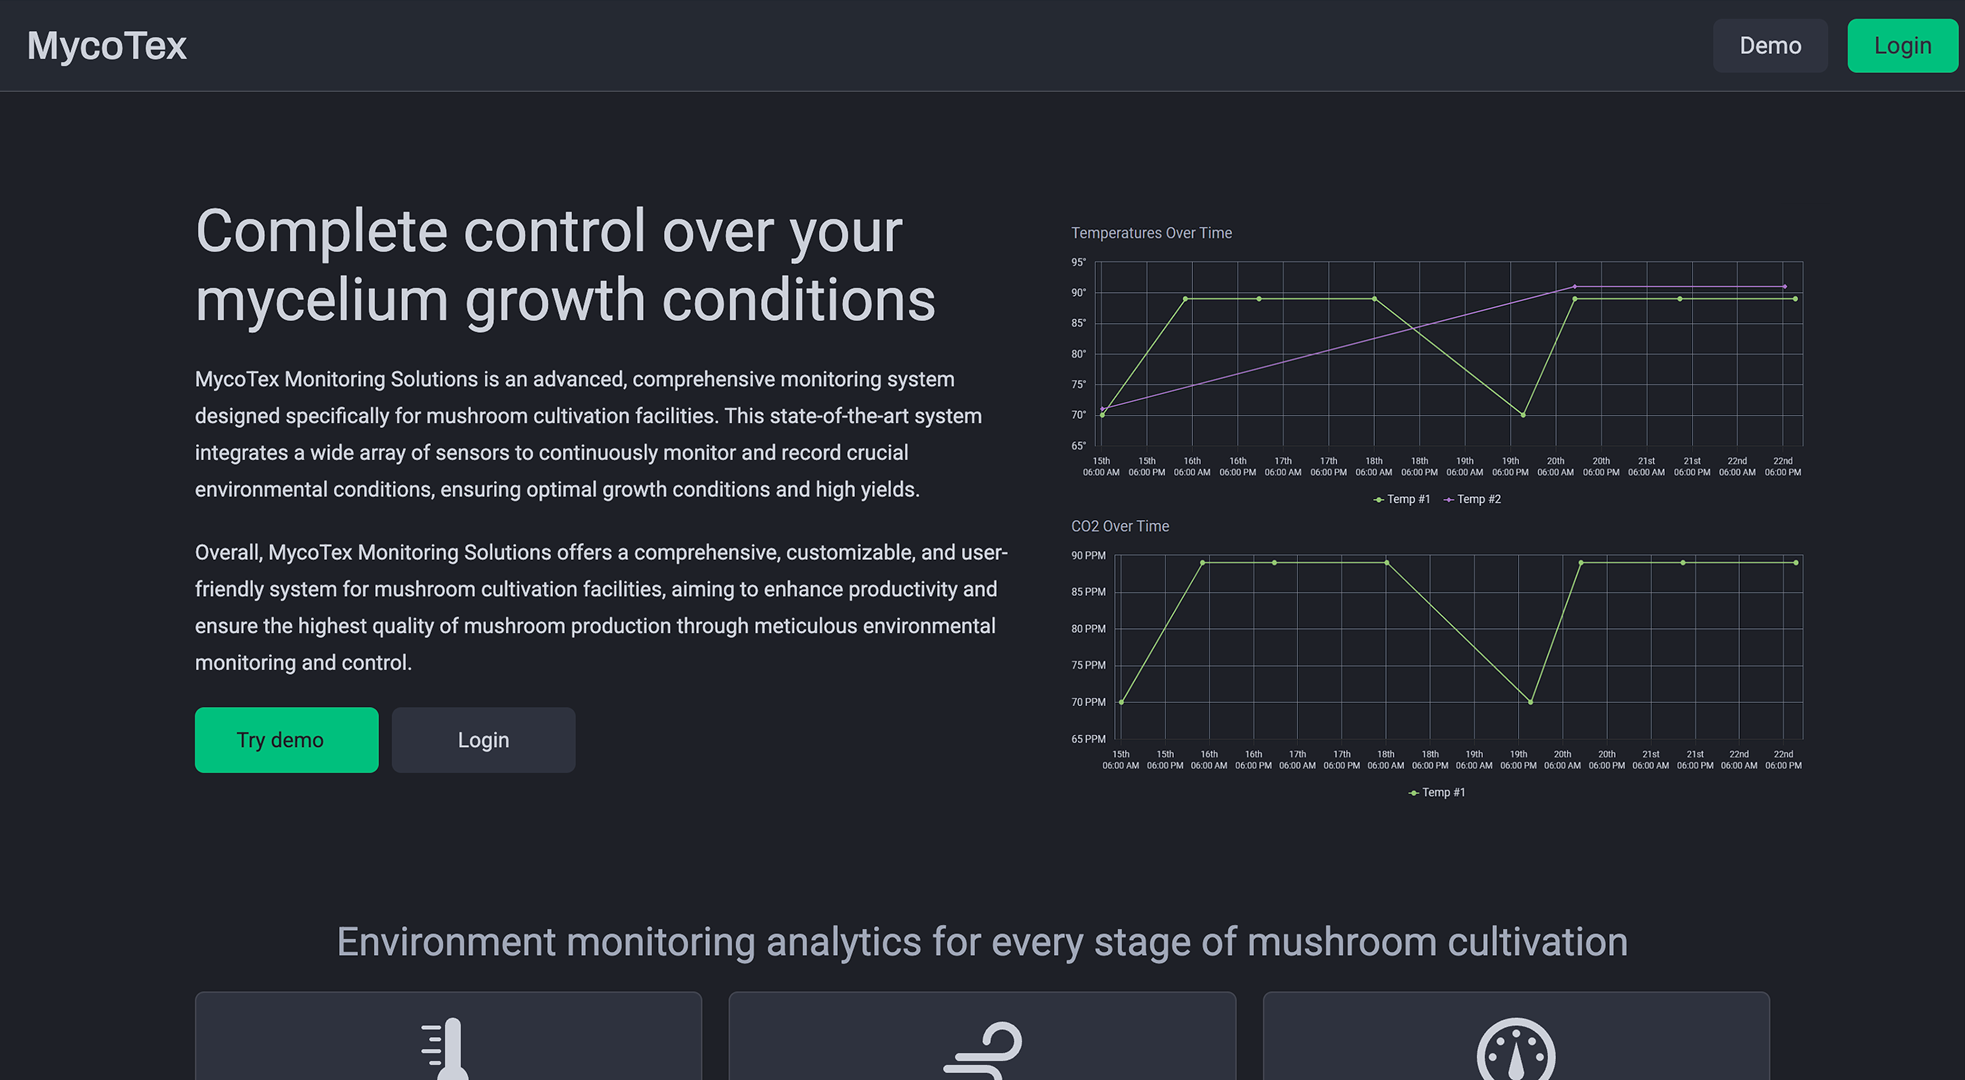 MycoTex
Demo
Login
Complete control over your
mycelium growth conditions
MycoTex Monitoring Solutions is an advanced, comprehensive monitoring system
designed specifically for mushroom cultivation facilities. This state-of-the-art system
integrates a wide array of sensors to continuously monitor and record crucial
environmental conditions, ensuring optimal growth conditions and high yields.
Overall, MycoTex Monitoring Solutions offers a comprehensive, customizable, and user-
friendly system for mushroom cultivation facilities, aiming to enhance productivity and
ensure the highest quality of mushroom production through meticulous environmental
monitoring and control.
Try demo
Login
Temperatures Over Time
95°
90°
85°
80°
75°
70°
65°
15th 15th 16th 16th 17th 17th 18th 18th 19th 19th 20th 20th 21st 21st 22nd 22nd
06:00 AM 06:00 PM 06:00 AM 06:00 PM 06:00 AM 06:00 PM 06:00 AM 06:00 PM 06:00 AM 06:00 PM 06:00 AM 06:00 PM 06:00 AM 06:00 PM 06:00 AM 06:00 PM
Temp #1 Temp #2
CO2 Over Time
90 PPM
85 PPM
80 PPM
75 PPM
70 PPM
65 PPM
15th 15th 16th 16th 17th 17th 18th 18th 19th 19th 20th 20th 21st 21st 22nd 22nd
06:00 AM 06:00 PM 06:00 AM 06:00 PM 06:00 AM 06:00 PM 06:00 AM 06:00 PM 06:00 AM 06:00 PM 06:00 AM 06:00 PM 06:00 AM 06:00 PM 06:00 AM 06:00 PM
Temp #1
Environment monitoring analytics for every stage of mushroom cultivation